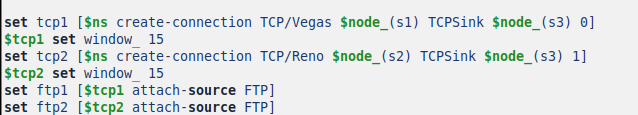 set tcp1 [$ns create-connection TCP/Vegas $node_(s1) TCPSink $node_(s3) 0]
$tcp1 set window_ 15
set tcp2 [$ns create-connection TCP/Reno $node_(s2) TCPSink $node_(s3) 1]
$tcp2 set window_ 15
set ftp1 [$tcp1 attach-source FTP]
set ftp2 [$tcp2 attach-source FTP]